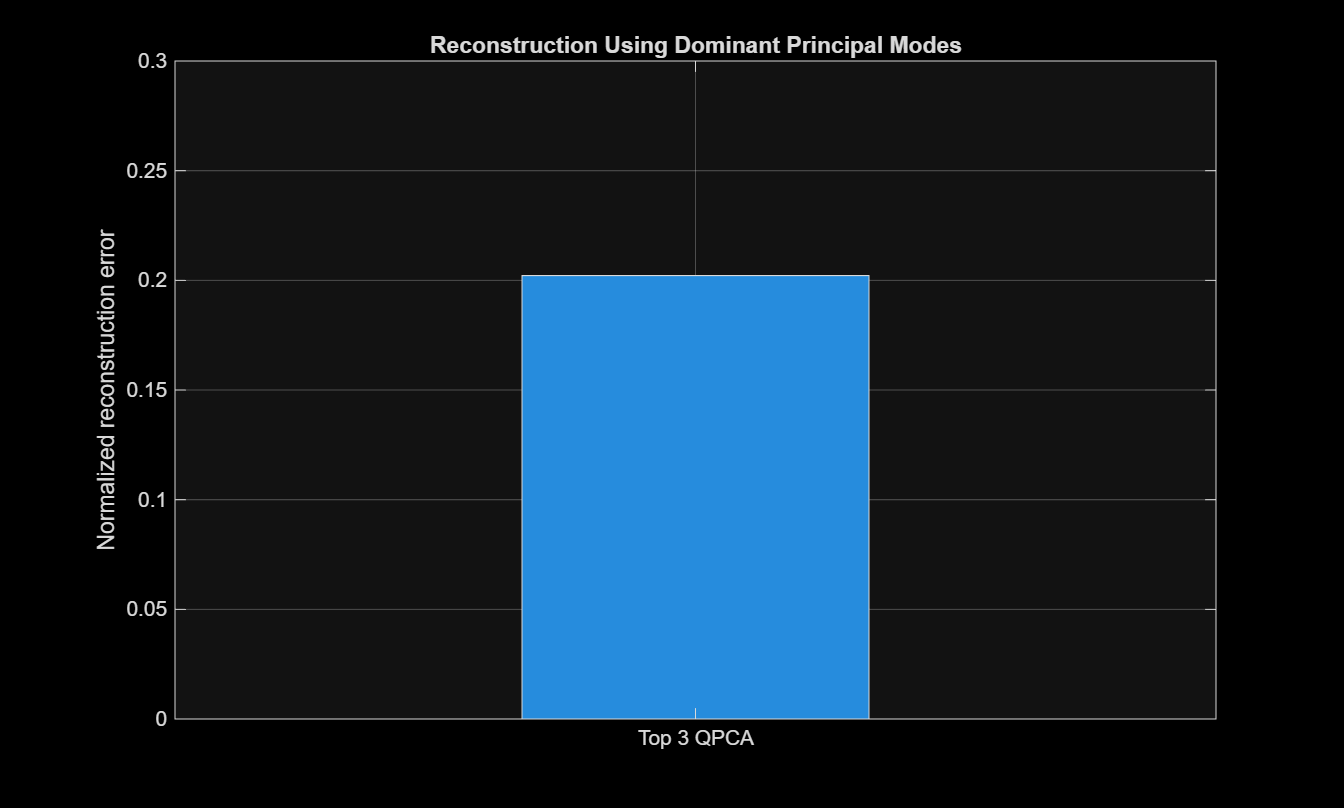 Reconstruction Using Dominant Principal Modes
0.3
0.25
0.2
0.15
0.1
0.05
0
Normalized reconstruction error
Top 3 QPCA